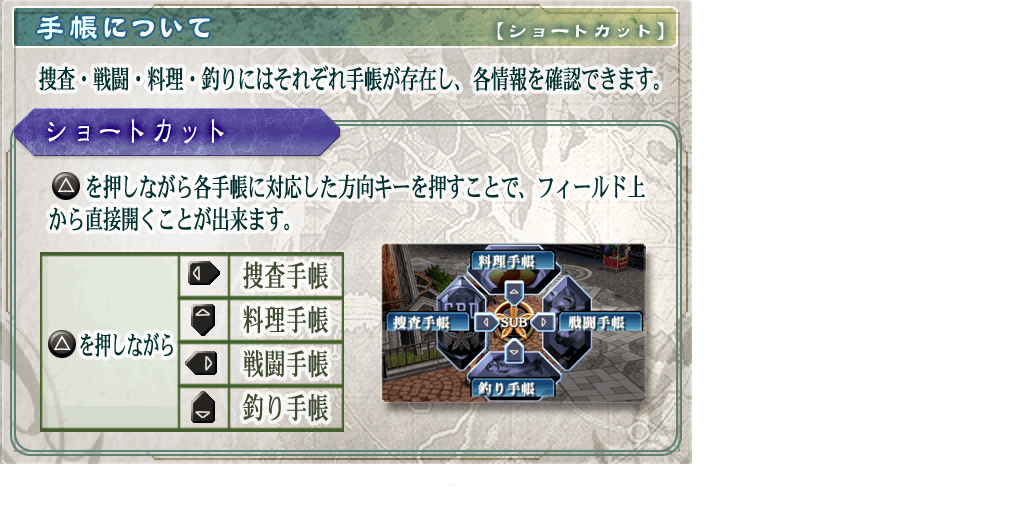 手帳について
【ショートカット】
捜査・戦闘・料理・釣りにはそれぞれ手帳が存在し、各情報を確認できます。
ショートカット
△を押しながら各手帳に対応した方向キーを押すことで、フィールド上
から直接開くことが出来ます。
△を押しながら
捜査手帳
料理手帳
戦闘手帳
釣り手帳
料理手帳
捜査手帳
SUB
戦闘手帳
釣り手帳